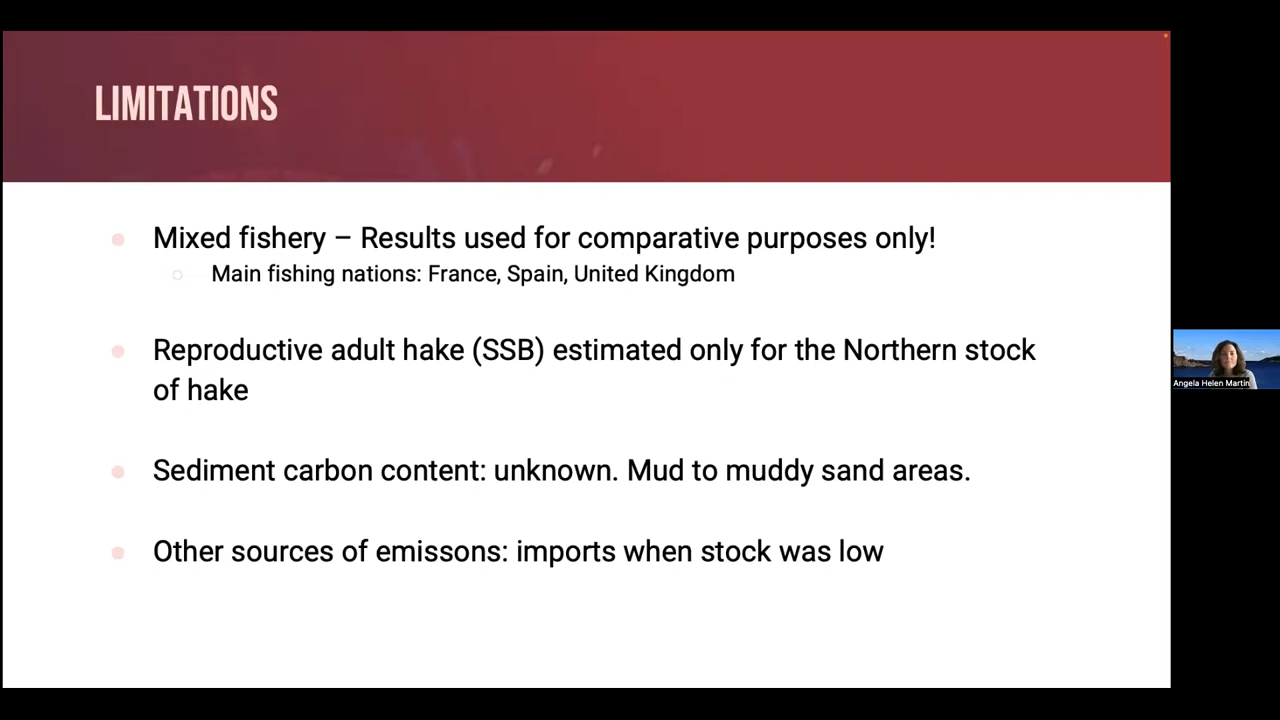 LIMITATIONS
Mixed fishery – Results used for comparative purposes only!
Main fishing nations: France, Spain, United Kingdom
Reproductive adult hake (SSB) estimated only for the Northern stock
of hake
Angela Helen Martin
Sediment carbon content: unknown. Mud to muddy sand areas.
Other sources of emissons: imports when stock was low